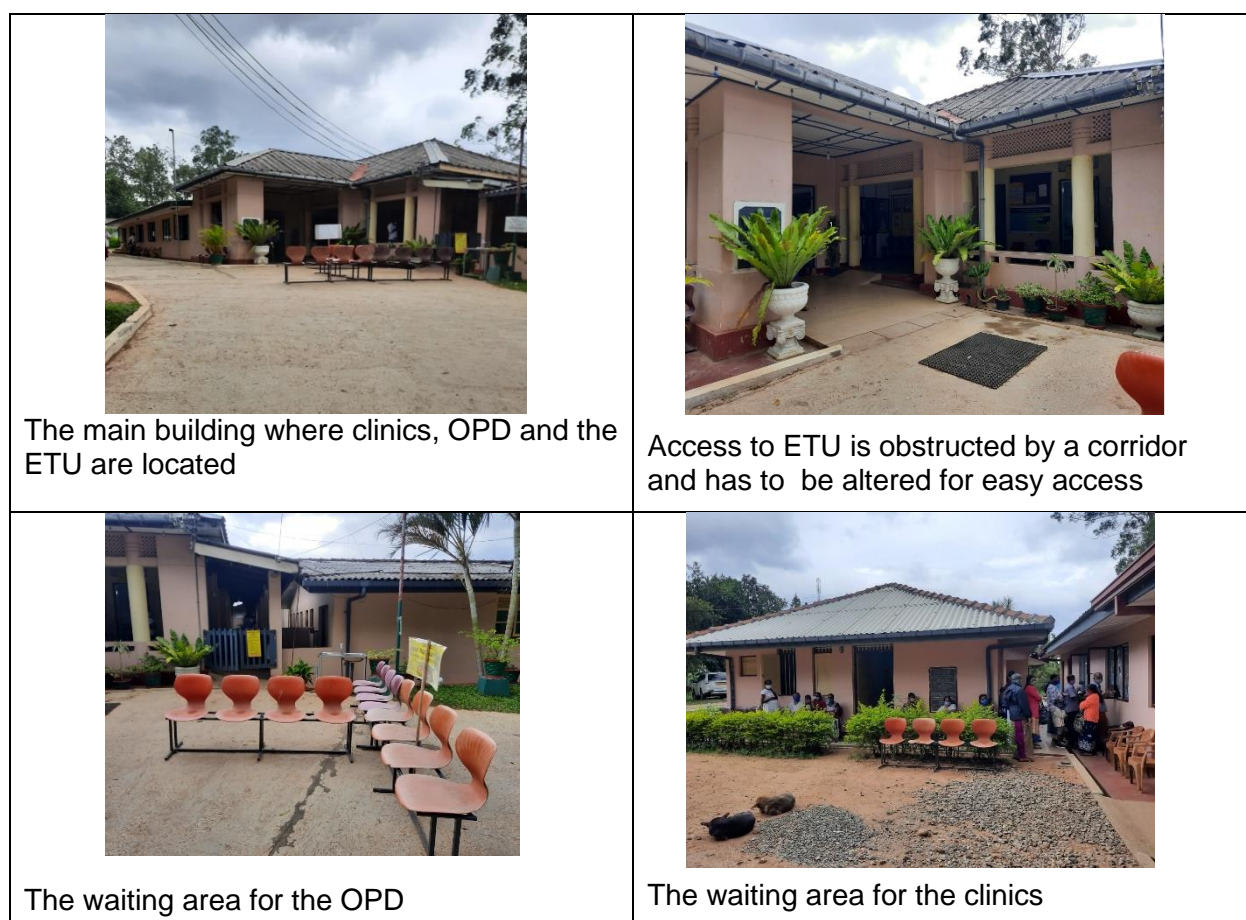 The main building where clinics, OPD and the
ETU are located
Access to ETU is obstructed by a corridor
and has to  be altered for easy access
The waiting area for the OPD
The waiting area for the clinics